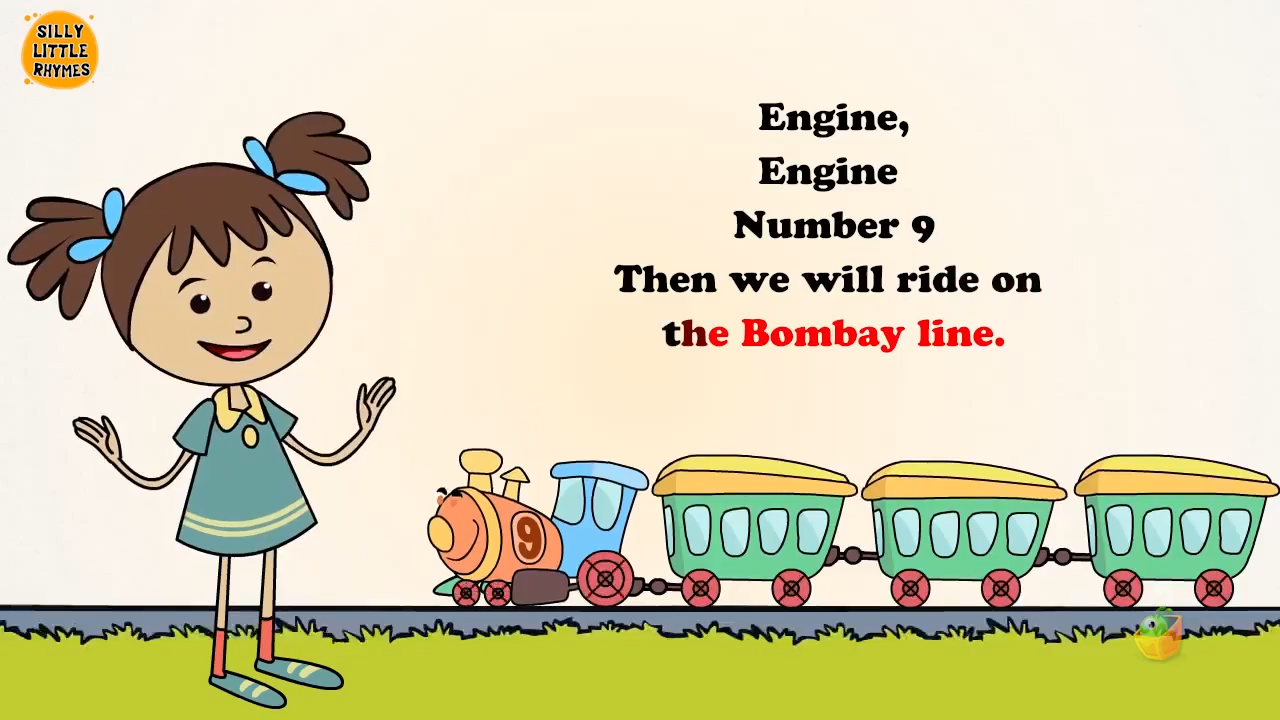 SILLY
LITTLE
RHYMES
Engine,
Engine
Number 9
Then we will ride on
the Bombay line.
9